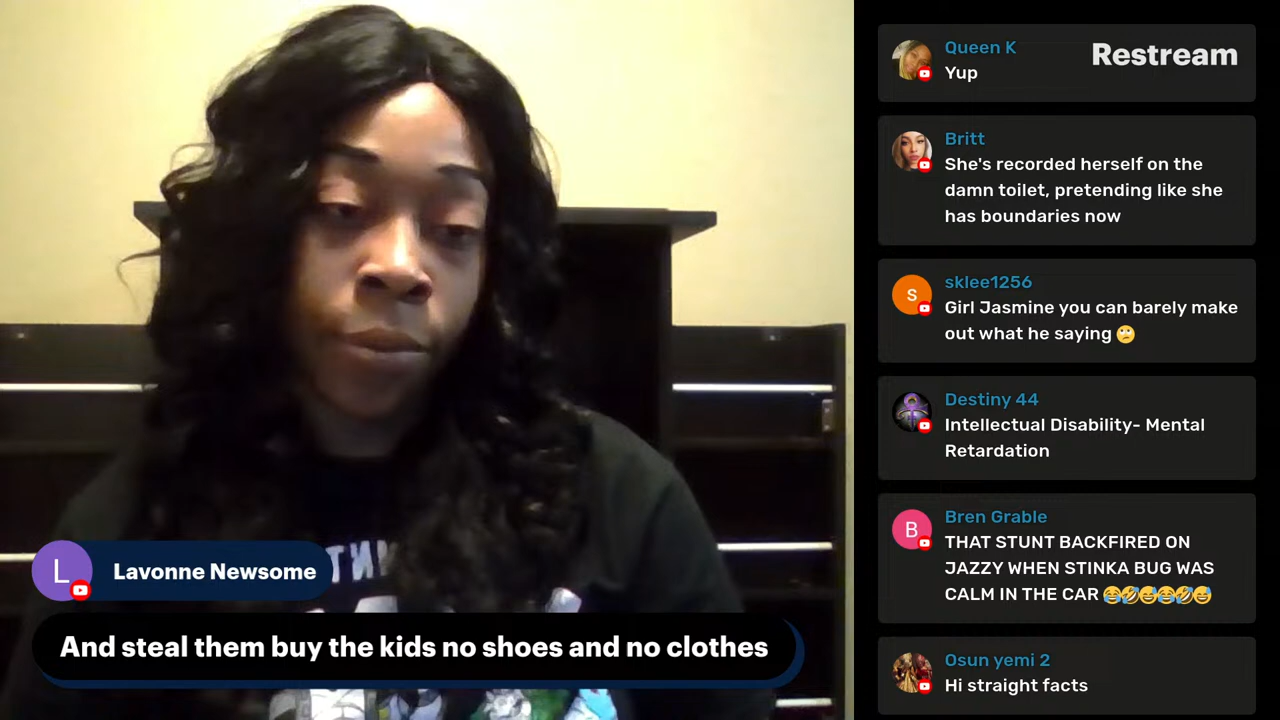 Restream
Queen K
Yup
Britt
She's recorded herself on the
damn toilet, pretending like she
has boundaries now
S
sklee1256
Girl Jasmine you can barely make
out what he saying 🙄
Destiny 44
Intellectual Disability- Mental
Retardation
B
Bren Grable
THAT STUNT BACKFIRED ON
JAZZY WHEN STINKA BUG WAS
CALM IN THE CAR 😂🤣😅😂🤣😅
Osun yemi 2
Hi straight facts
L
Lavonne Newsome
And steal them buy the kids no shoes and no clothes